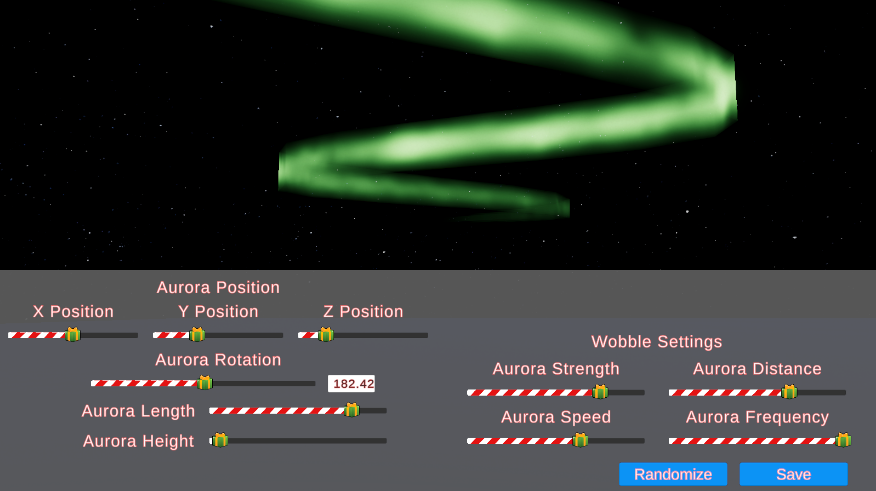 Aurora Position
X Position Y Position Z Position
Aurora Rotation
182.42
Aurora Length
Aurora Height
Wobble Settings
Aurora Strength Aurora Distance
Aurora Speed Aurora Frequency
Randomize Save